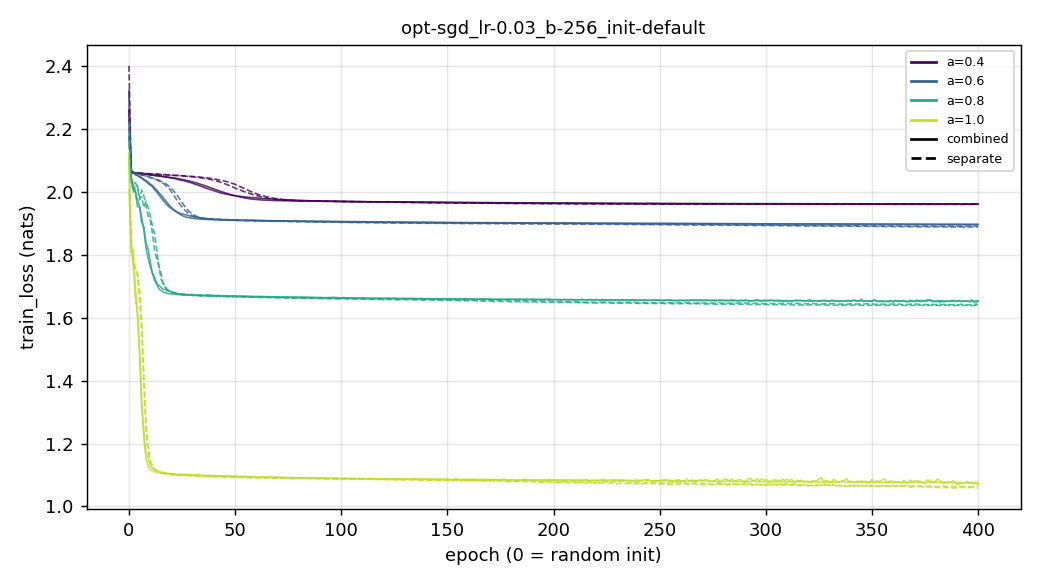 opt-sgd_lr-0.03_b-256_init-default
train_loss (nats)
2.4
2.2
2.0
1.8
1.6
1.4
1.2
1.0
a=0.4
a=0.6
a=0.8
a=1.0
combined
separate
0 50 100 150 200 250 300 350 400
epoch (0 = random init)